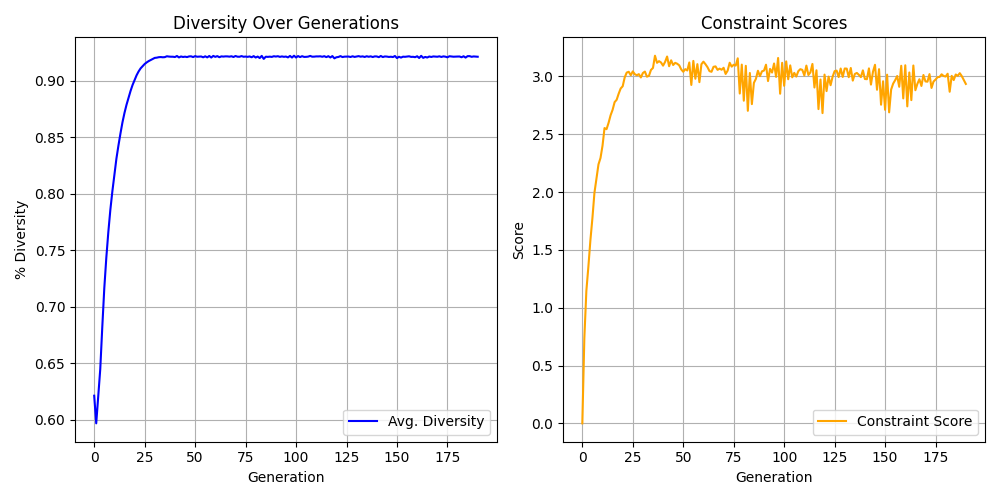 Diversity Over Generations
% Diversity
0.90
0.85
0.80
0.75
0.70
0.65
0.60
Avg. Diversity
0 25 50 75 100 125 150 175
Generation
Constraint Scores
Score
3.0
2.5
2.0
1.5
1.0
0.5
0.0
Constraint Score
0 25 50 75 100 125 150 175
Generation